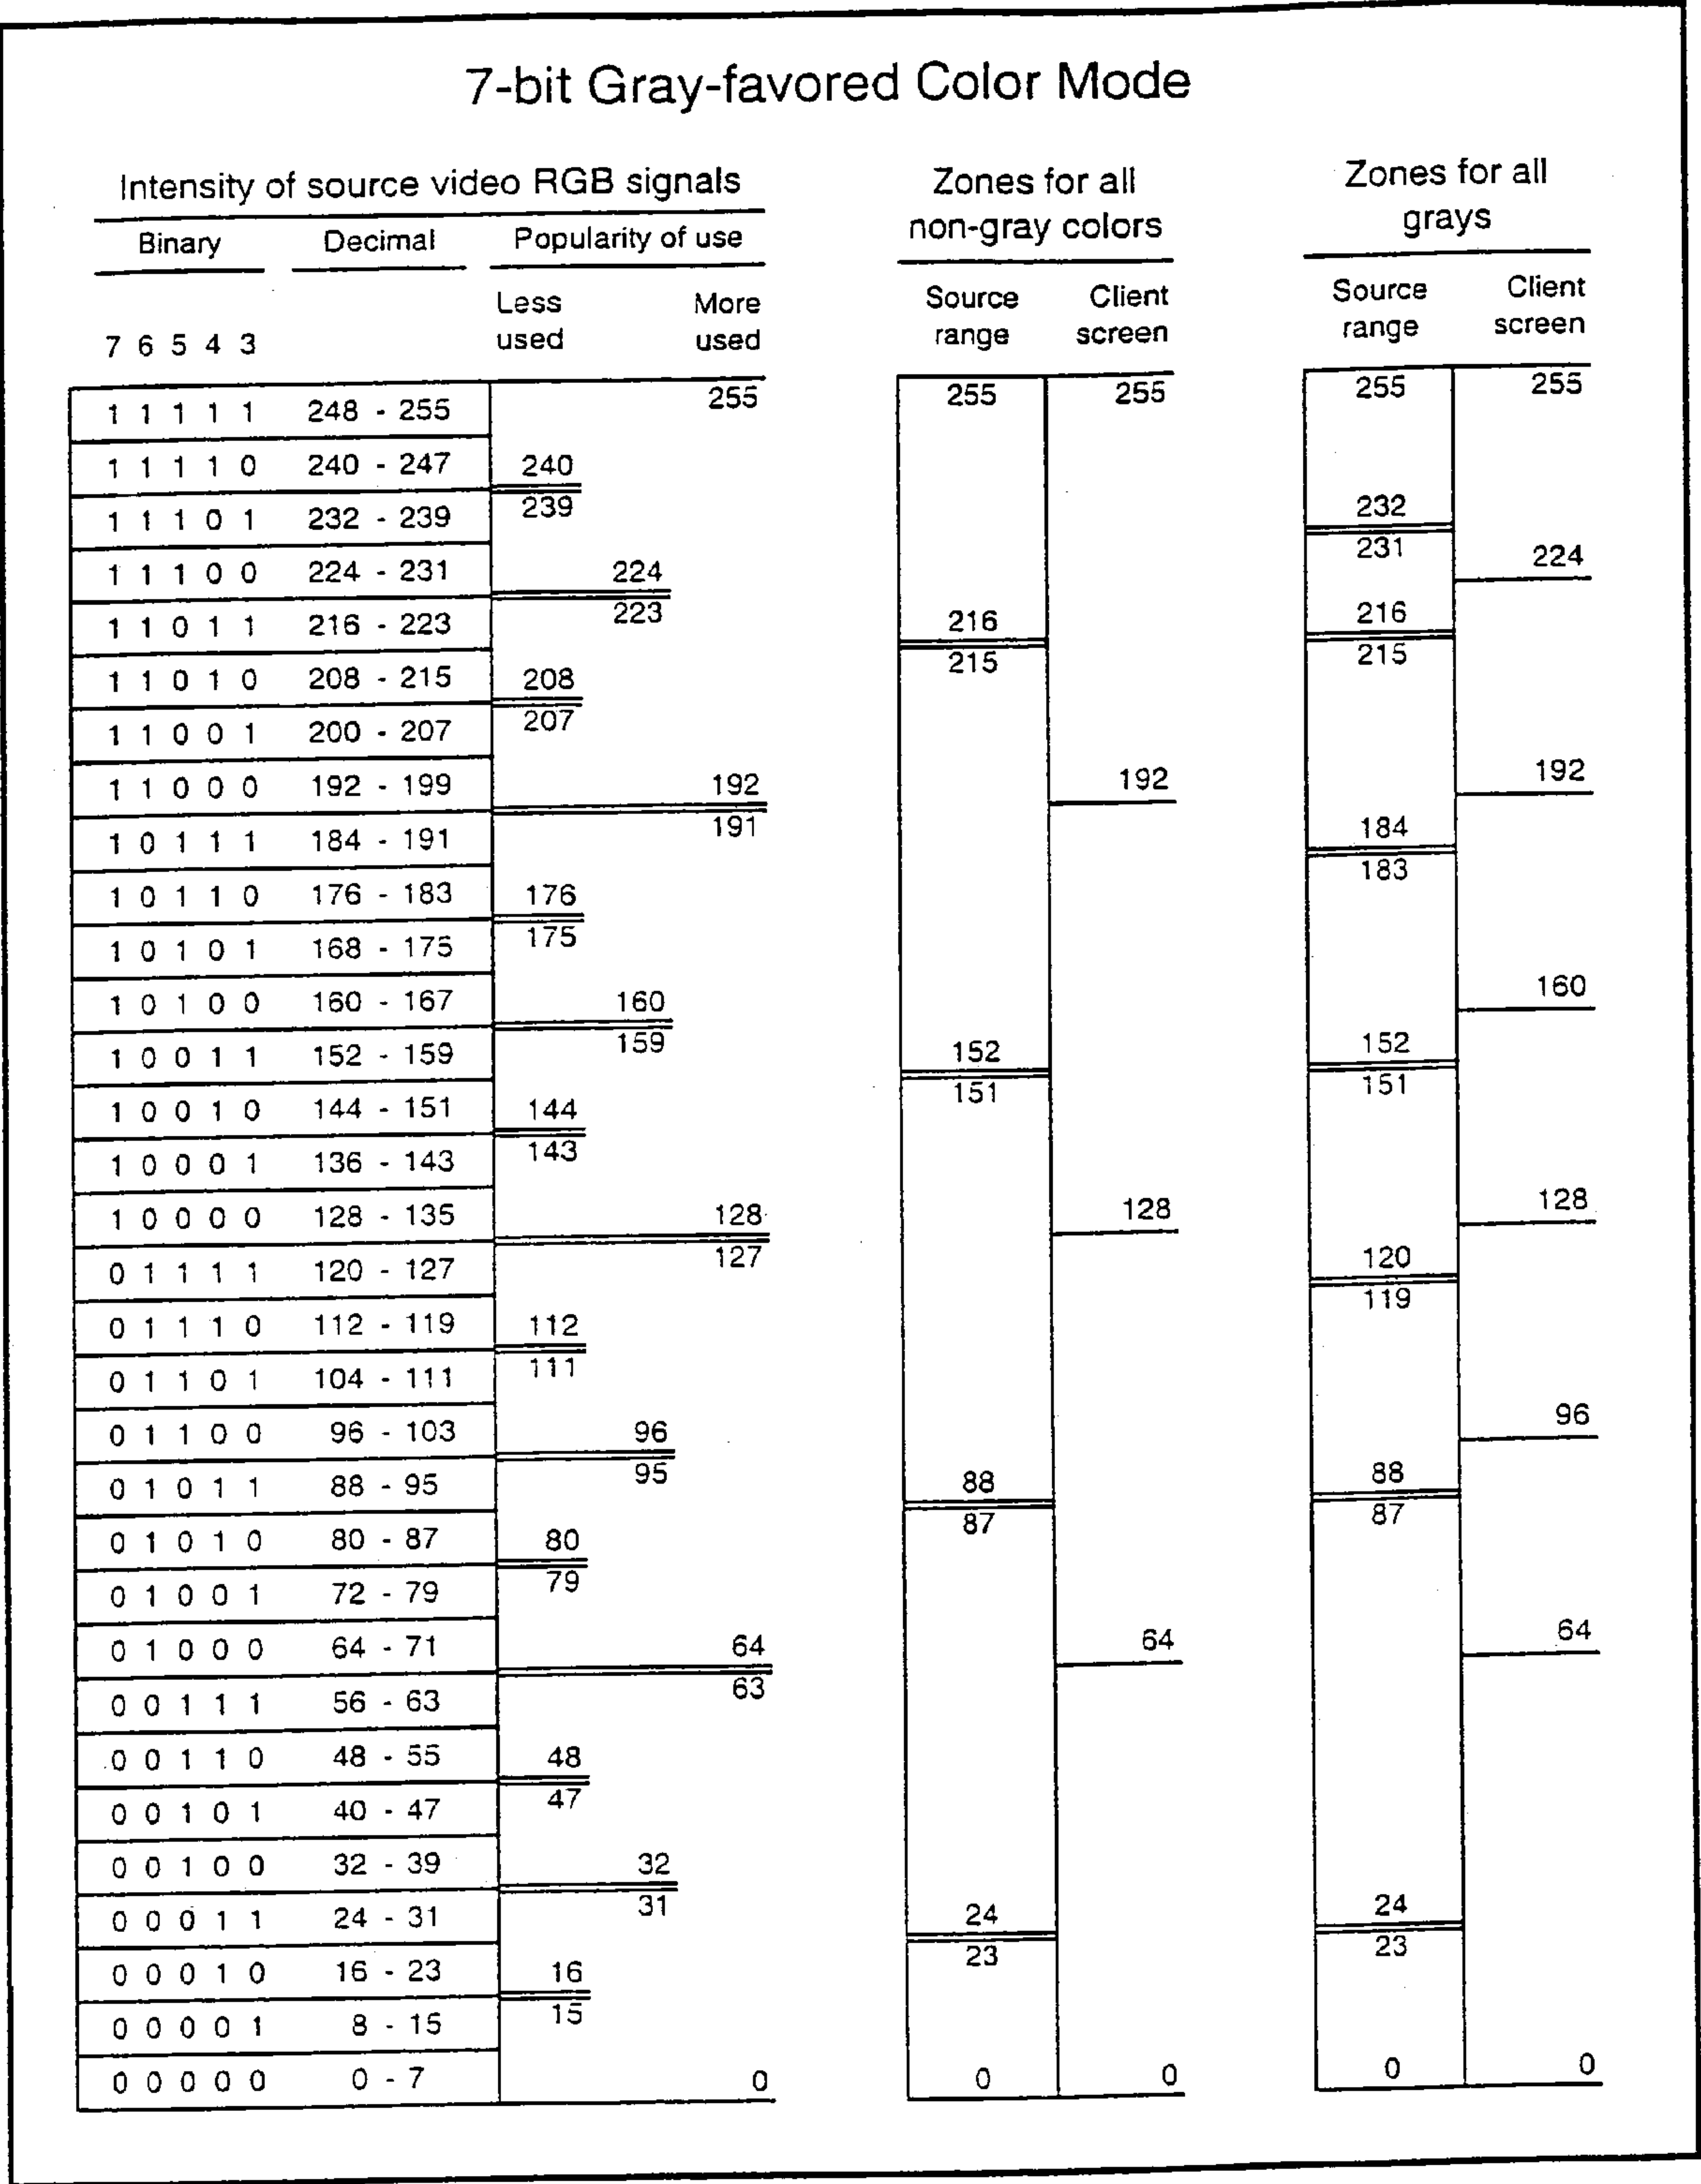 7-bit Gray-favored Color Mode
Intensity of source video RGB signals
Zones for all
non-gray colors
Zones for all
grays
Binary Decimal Popularity of use
Less
used
More
used
Source
range
Client
screen
Source
range
Client
screen
7 6 5 4 3
1 1 1 1 1 248 - 255 255 255 255 255 255
1 1 1 1 0 240 - 247 240
239
1 1 1 0 1 232 - 239 232
231
1 1 1 0 0 224 - 231 224 224
223
1 1 0 1 1 216 - 223 216 216
215 215
1 1 0 1 0 208 - 215 208
207
1 1 0 0 1 200 - 207
1 1 0 0 0 192 - 199 192 192 192
191
1 0 1 1 1 184 - 191 184
183
1 0 1 1 0 176 - 183 176
175
1 0 1 0 1 168 - 175
1 0 1 0 0 160 - 167 160 160
159
1 0 0 1 1 152 - 159 152 152
151 151
1 0 0 1 0 144 - 151 144
143
1 0 0 0 1 136 - 143
1 0 0 0 0 128 - 135 128 128 128
127
0 1 1 1 1 120 - 127 120
119
0 1 1 1 0 112 - 119 112
111
0 1 1 0 1 104 - 111
0 1 1 0 0 96 - 103 96 96
95
0 1 0 1 1 88 - 95 88 88
87 87
0 1 0 1 0 80 - 87 80
79
0 1 0 0 1 72 - 79
0 1 0 0 0 64 - 71 64 64 64
63
0 0 1 1 1 56 - 63
0 0 1 1 0 48 - 55 48
47
0 0 1 0 1 40 - 47
0 0 1 0 0 32 - 39 32
31
0 0 0 1 1 24 - 31 24 24
23 23
0 0 0 1 0 16 - 23 16
15
0 0 0 0 1 8 - 15
0 0 0 0 0 0 - 7 0 0 0 0 0